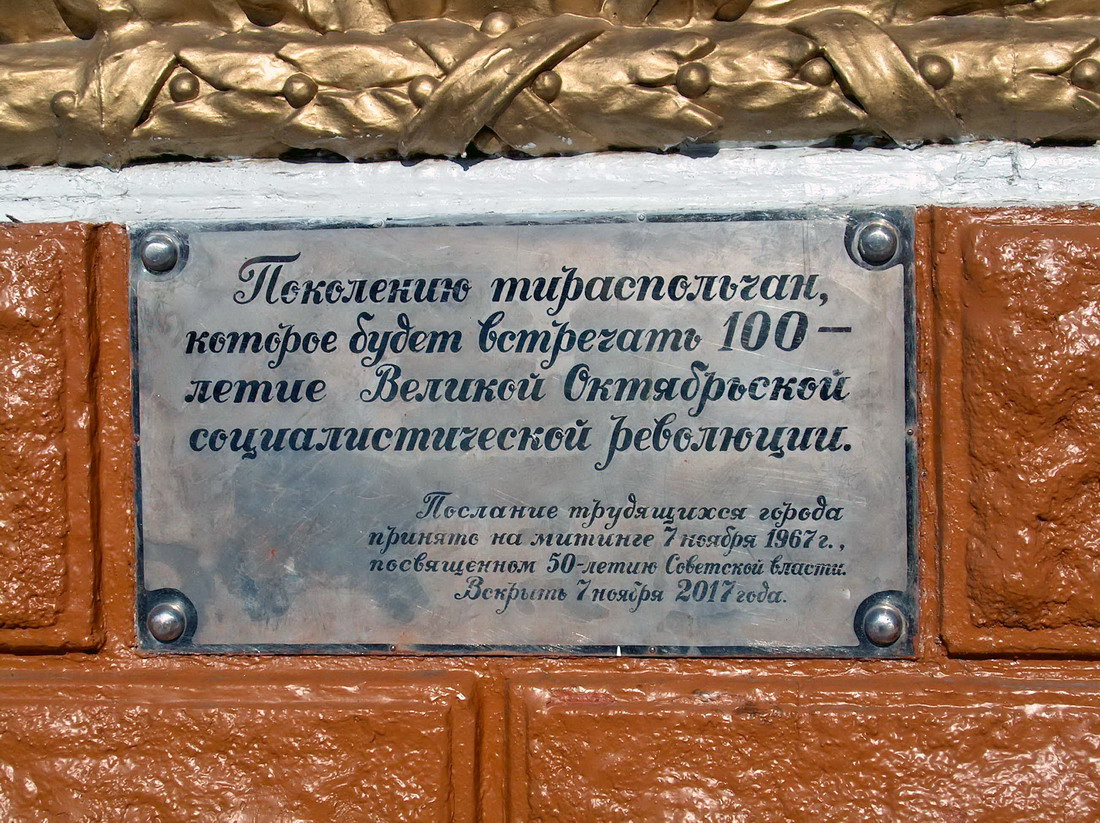 Поколению тираспольчан,
которое будет встречать 100-
летие Великой Октябрьской
социалистической революции.
Послание трудящихся города
принято на митинге 7 ноября 1967 г.,
посвященном 50-летию Советской власти.
Вскрыть 7 ноября 2017 года.